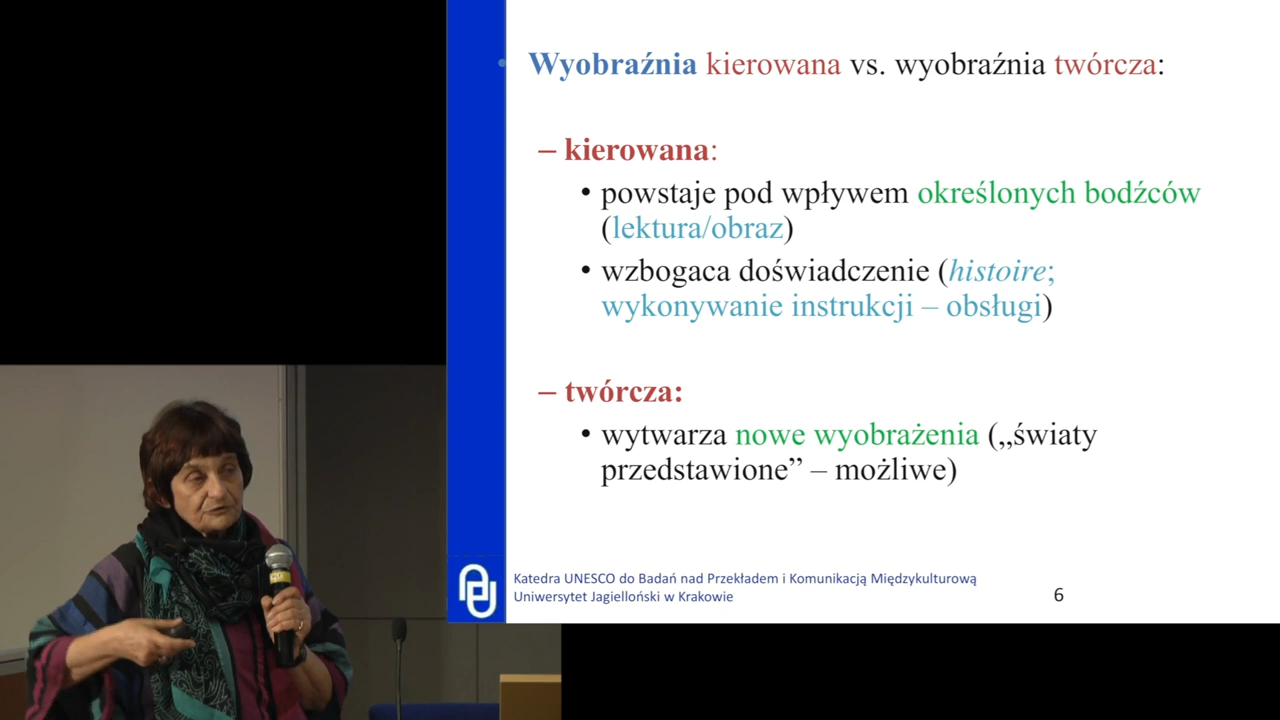 • Wyobraźnia kierowana vs. wyobraźnia twórcza:
– kierowana:
• powstaje pod wpływem określonych bodźców
(lektura/obraz)
• wzbogaca doświadczenie (histoire;
wykonywanie instrukcji – obsługi)
– twórcza:
• wytwarza nowe wyobrażenia („światy
przedstawione” – możliwe)
Katedra UNESCO do Badań nad Przekładem i Komunikacją Międzykulturową
Uniwersytet Jagielloński w Krakowie
6